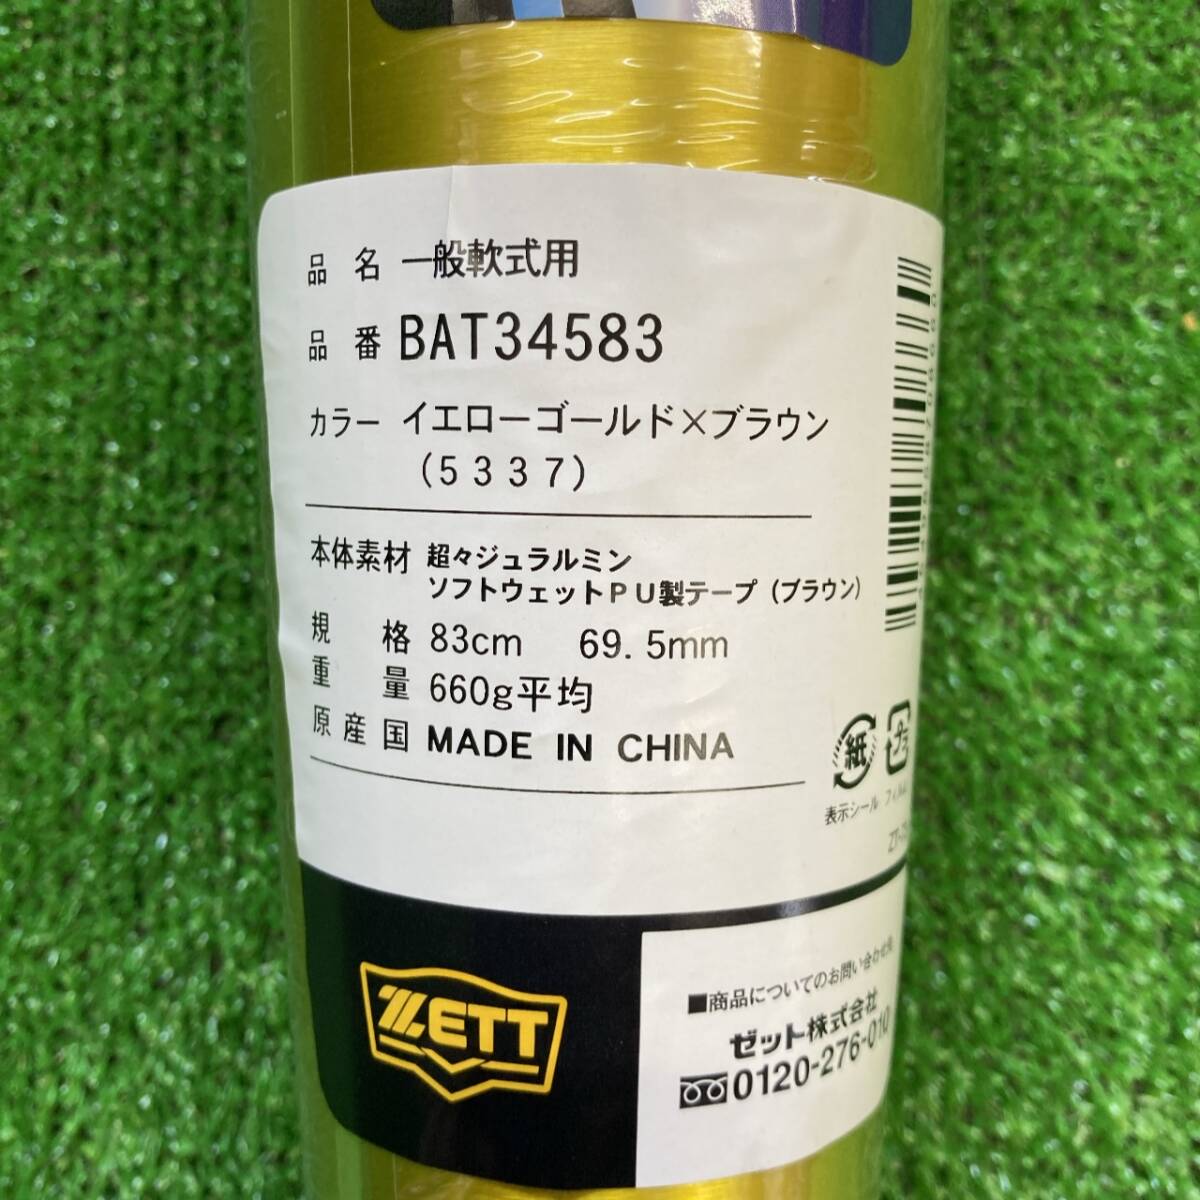 品名 一般軟式用
品番 BAT34583
カラー イエローゴールド×ブラウン
(5337)
本体素材 超々ジュラルミン
ソフトウェットPU製テープ(ブラウン)
規格 83cm 69.5mm
重量 660g平均
原産国 MADE IN CHINA
紙
表示シール
ZETT
■商品についてのお問い合わせ
ゼット株式会社
0120-276-010